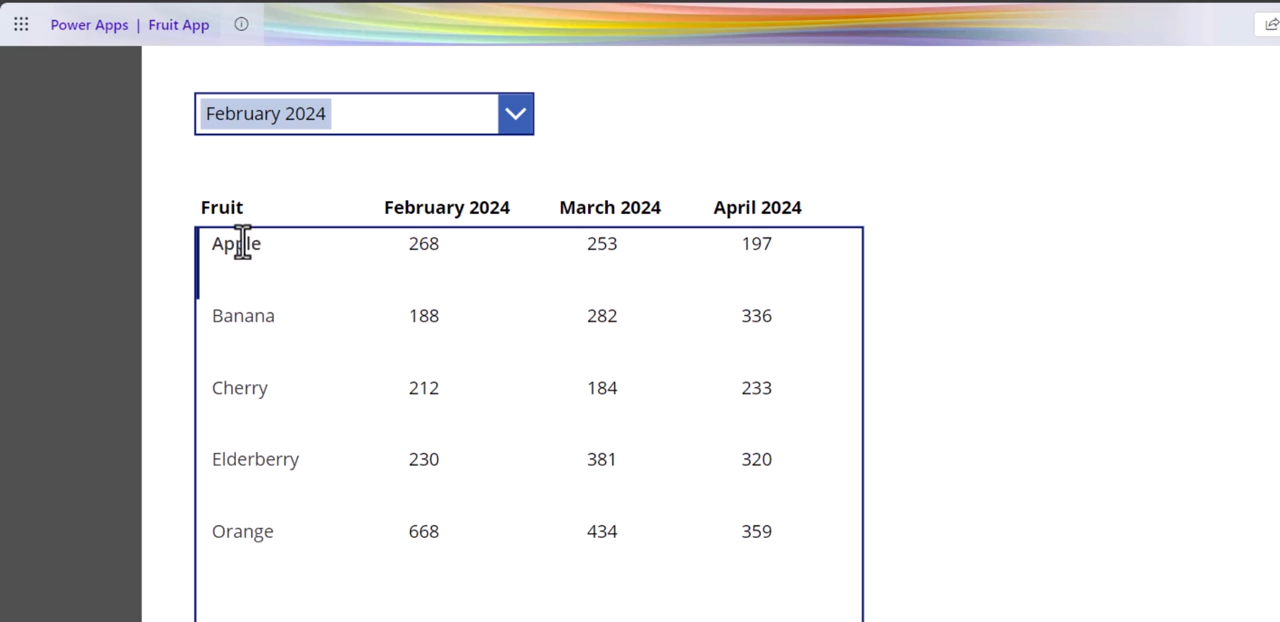 Power Apps | Fruit App
February 2024
Fruit February 2024 March 2024 April 2024
Apple 268 253 197
Banana 188 282 336
Cherry 212 184 233
Elderberry 230 381 320
Orange 668 434 359